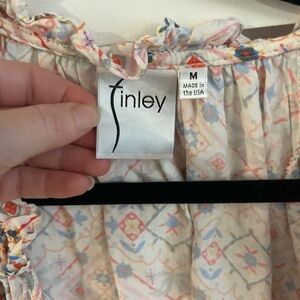 finley
M
MADE in
the USA